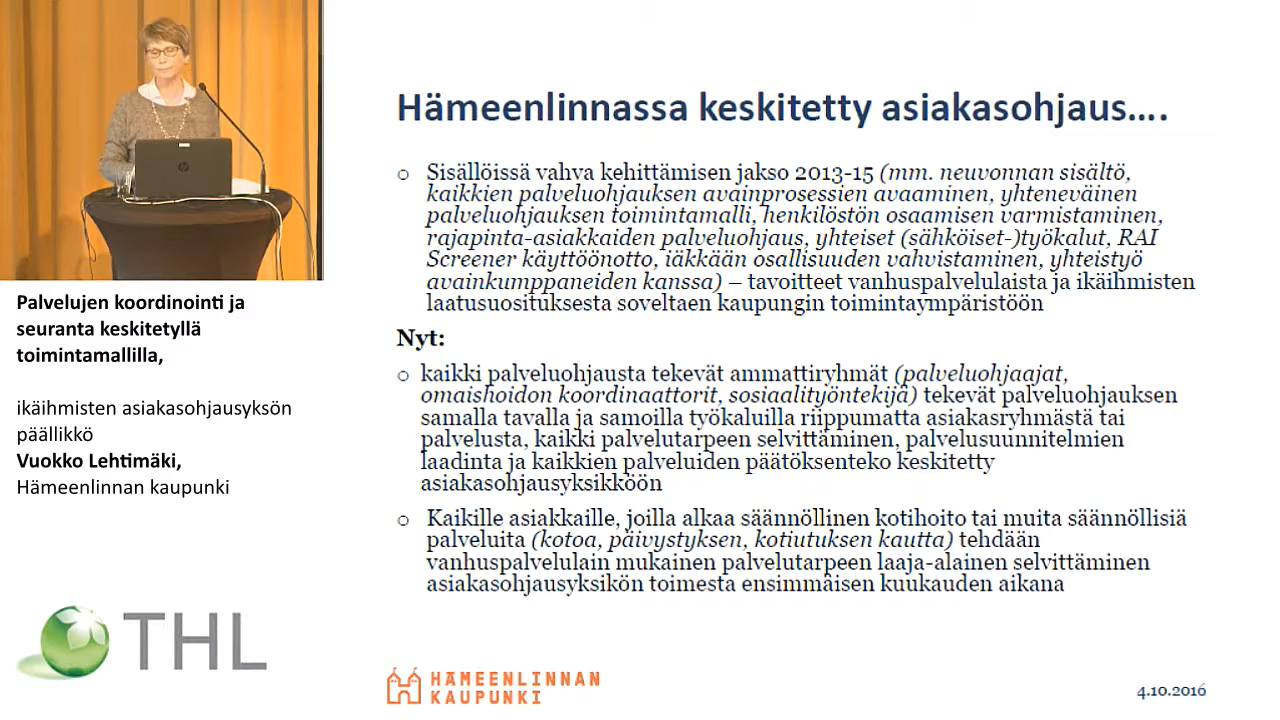 Palvelujen koordinointi ja
seuranta keskitetyllä
toimintamallilla,
ikäihmisten asiakasohjausyksön
päällikkö
Vuokko Lehtimäki,
Hämeenlinnan kaupunki
THL
Hämeenlinnassa keskitetty asiakasohjaus….
Sisällöissä vahva kehittämisen jakso 2013-15 (mm. neuvonnan sisältö,
kaikkien palveluohjauksen avainprosessien avaaminen, yhteneväinen
palveluohjauksen toimintamalli, henkilöstön osaamisen varmistaminen,
rajapinta-asiakkaiden palveluohjaus, yhteiset (sähköiset-)työkalut, RAI
Screener käyttöönotto, iäkkään osallisuuden vahvistaminen, yhteistyö
avainkumppaneiden kanssa) – tavoitteet vanhuspalvelulaista ja ikäihmisten
laatusuosituksesta soveltaen kaupungin toimintaympäristöön
Nyt:
kaikki palveluohjausta tekevät ammattiryhmät (palveluohjaajat,
omaishoidon koordinaattorit, sosiaalityöntekijä) tekevät palveluohjauksen
samalla tavalla ja samoilla työkaluilla riippumatta asiakasryhmästä tai
palvelusta, kaikki palvelutarpeen selvittäminen, palvelusuunnitelmien
laadinta ja kaikkien palveluiden päätöksenteko keskitetty
asiakasohjausyksikköön
Kaikille asiakkaille, joilla alkaa säännöllinen kotihoito tai muita säännöllisiä
palveluita (kotoa, päivystyksen, kotiutuksen kautta) tehdään
vanhuspalvelulain mukainen palvelutarpeen laaja-alainen selvittäminen
asiakasohjausyksikön toimesta ensimmäisen kuukauden aikana
HÄMEENLINNAN
KAUPUNKI
4.10.2016